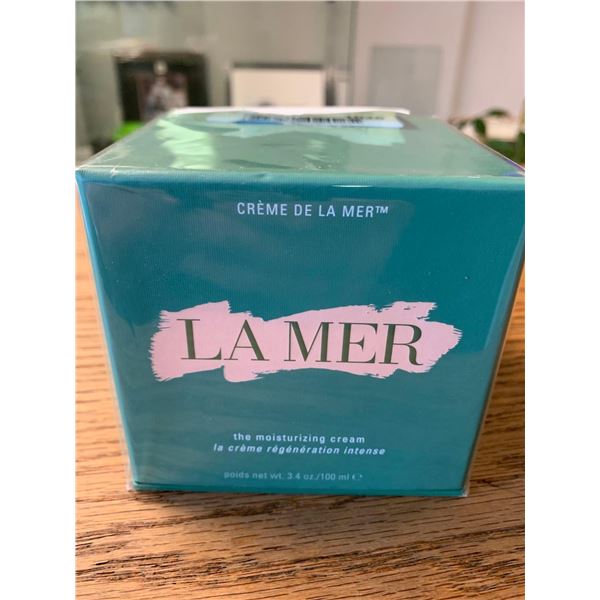 CRÈME DE LA MER™
LA MER
the moisturizing cream
la crème régénération intense
poids net wt. 3.4 oz./100 ml ℮